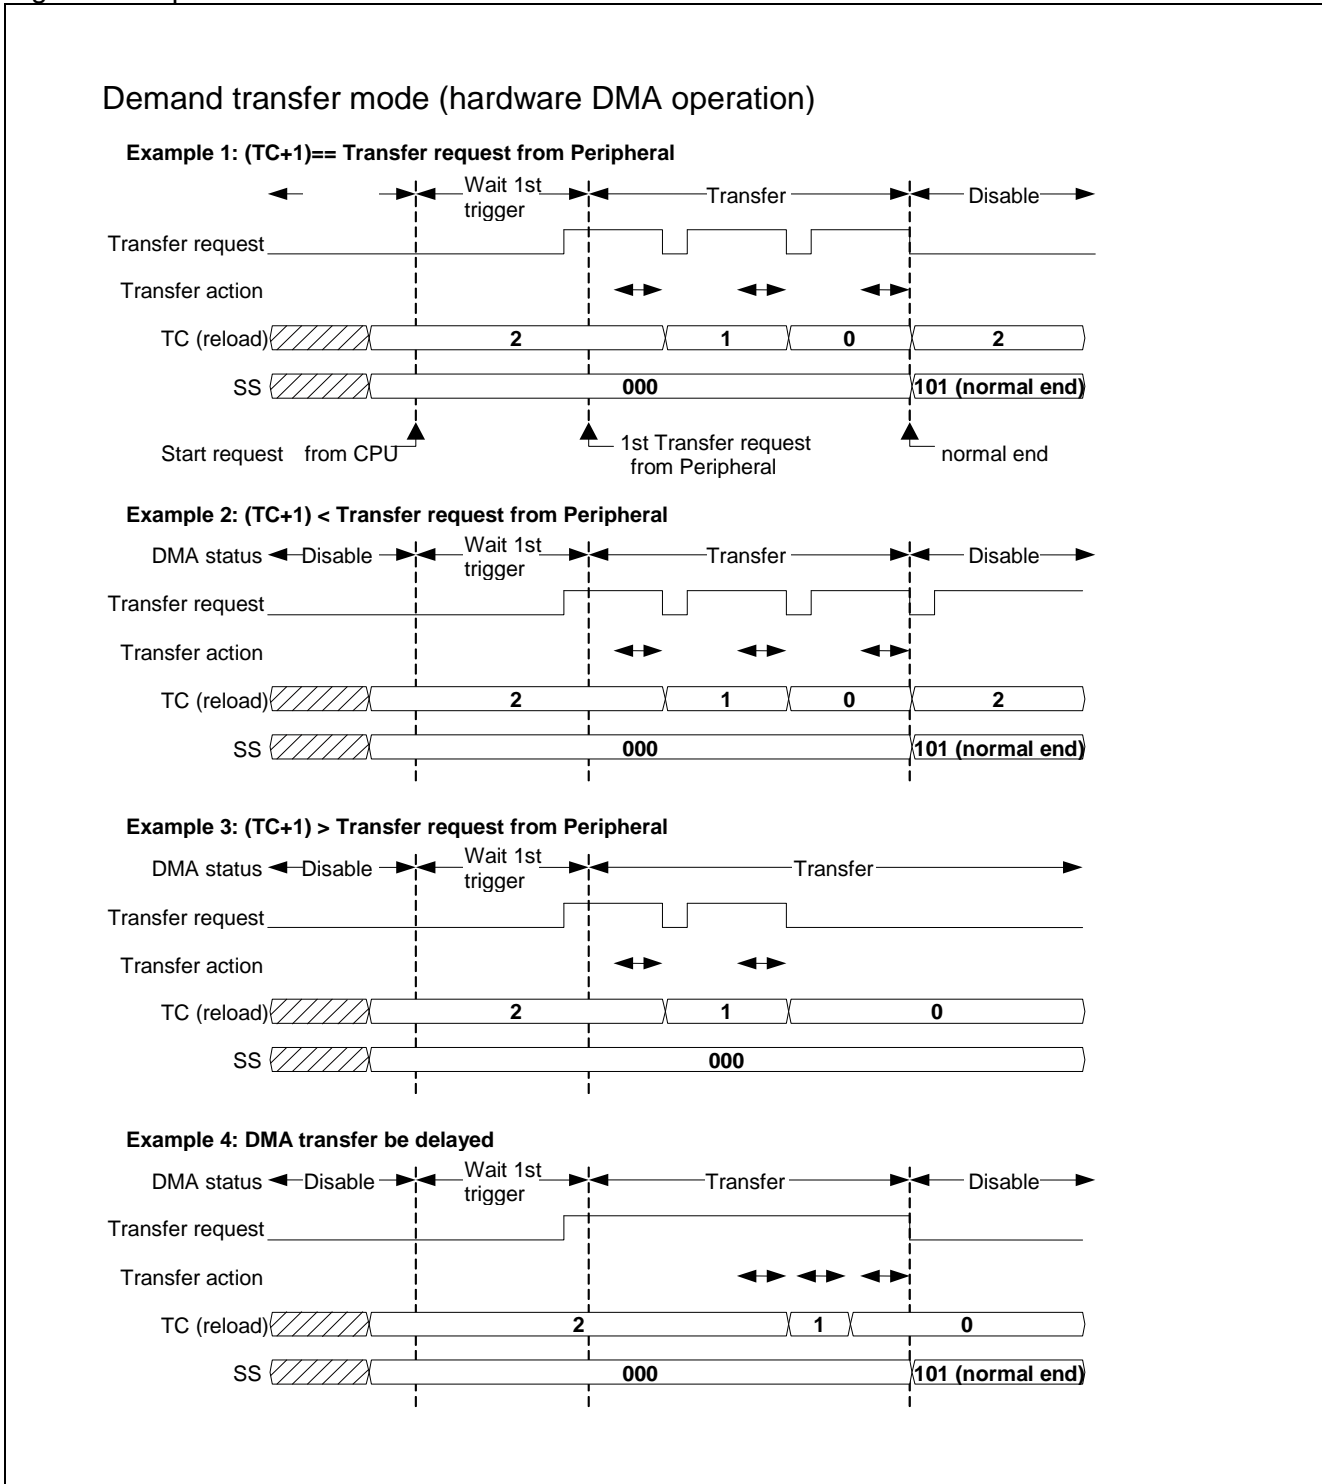 Demand transfer mode (hardware DMA operation)
Example 1: (TC+1)== Transfer request from Peripheral
Wait 1st trigger Transfer Disable
Transfer request
Transfer action
TC (reload) 2 1 0 2
SS 000 101 (normal end)
Start request from CPU 1st Transfer request from Peripheral normal end
Example 2: (TC+1) < Transfer request from Peripheral
DMA status Disable Wait 1st trigger Transfer Disable
Transfer request
Transfer action
TC (reload) 2 1 0 2
SS 000 101 (normal end)
Example 3: (TC+1) > Transfer request from Peripheral
DMA status Disable Wait 1st trigger Transfer
Transfer request
Transfer action
TC (reload) 2 1 0
SS 000
Example 4: DMA transfer be delayed
DMA status Disable Wait 1st trigger Transfer Disable
Transfer request
Transfer action
TC (reload) 2 1 0
SS 000 101 (normal end)